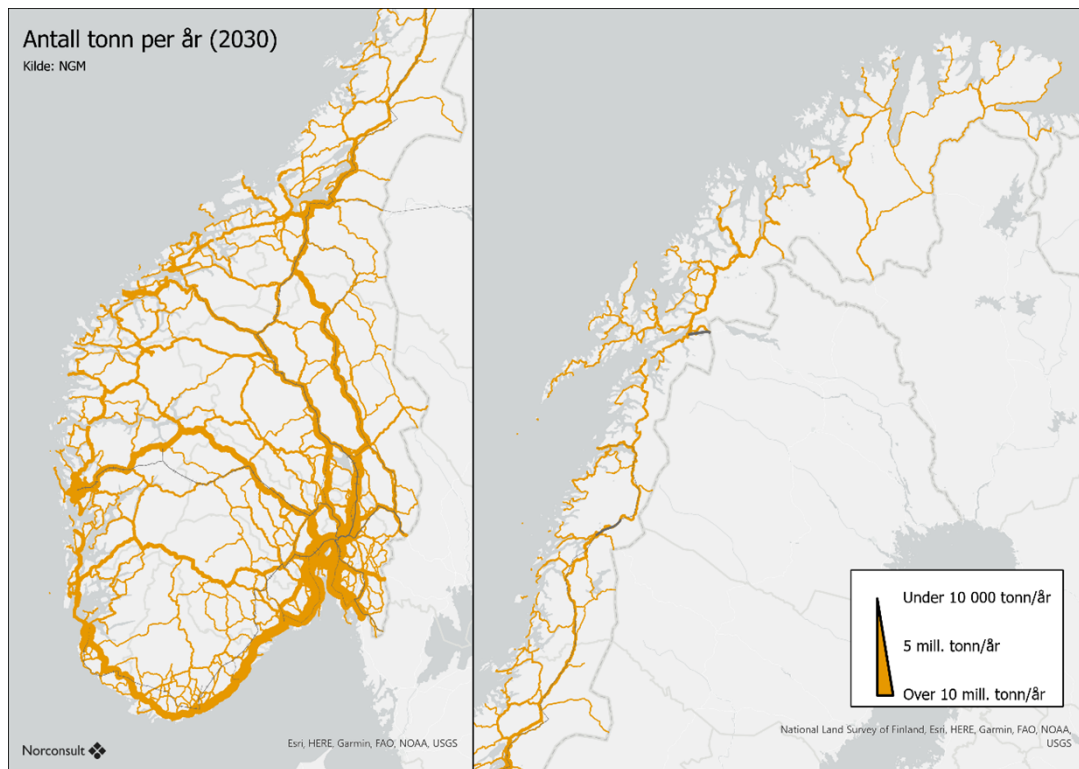 Antall tonn per år (2030)
Kilde: NGM
Under 10 000 tonn/år
5 mill. tonn/år
Over 10 mill. tonn/år
Norconsult
Esri, HERE, Garmin, FAO, NOAA, USGS
National Land Survey of Finland, Esri, HERE, Garmin, FAO, NOAA,
USGS